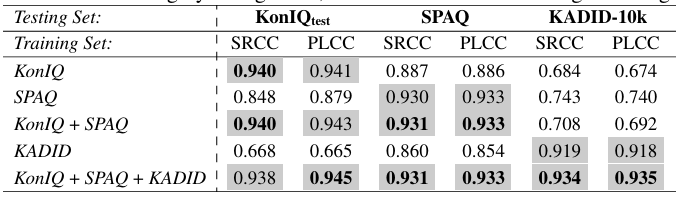 Testing Set: KonIQtest SPAQ KADID-10k
Training Set: SRCC PLCC SRCC PLCC SRCC PLCC
KonIQ 0.940 0.941 0.887 0.886 0.684 0.674
SPAQ 0.848 0.879 0.930 0.933 0.743 0.740
KonIQ + SPAQ 0.940 0.943 0.931 0.933 0.708 0.692
KADID 0.668 0.665 0.860 0.854 0.919 0.918
KonIQ + SPAQ + KADID 0.938 0.945 0.931 0.933 0.934 0.935